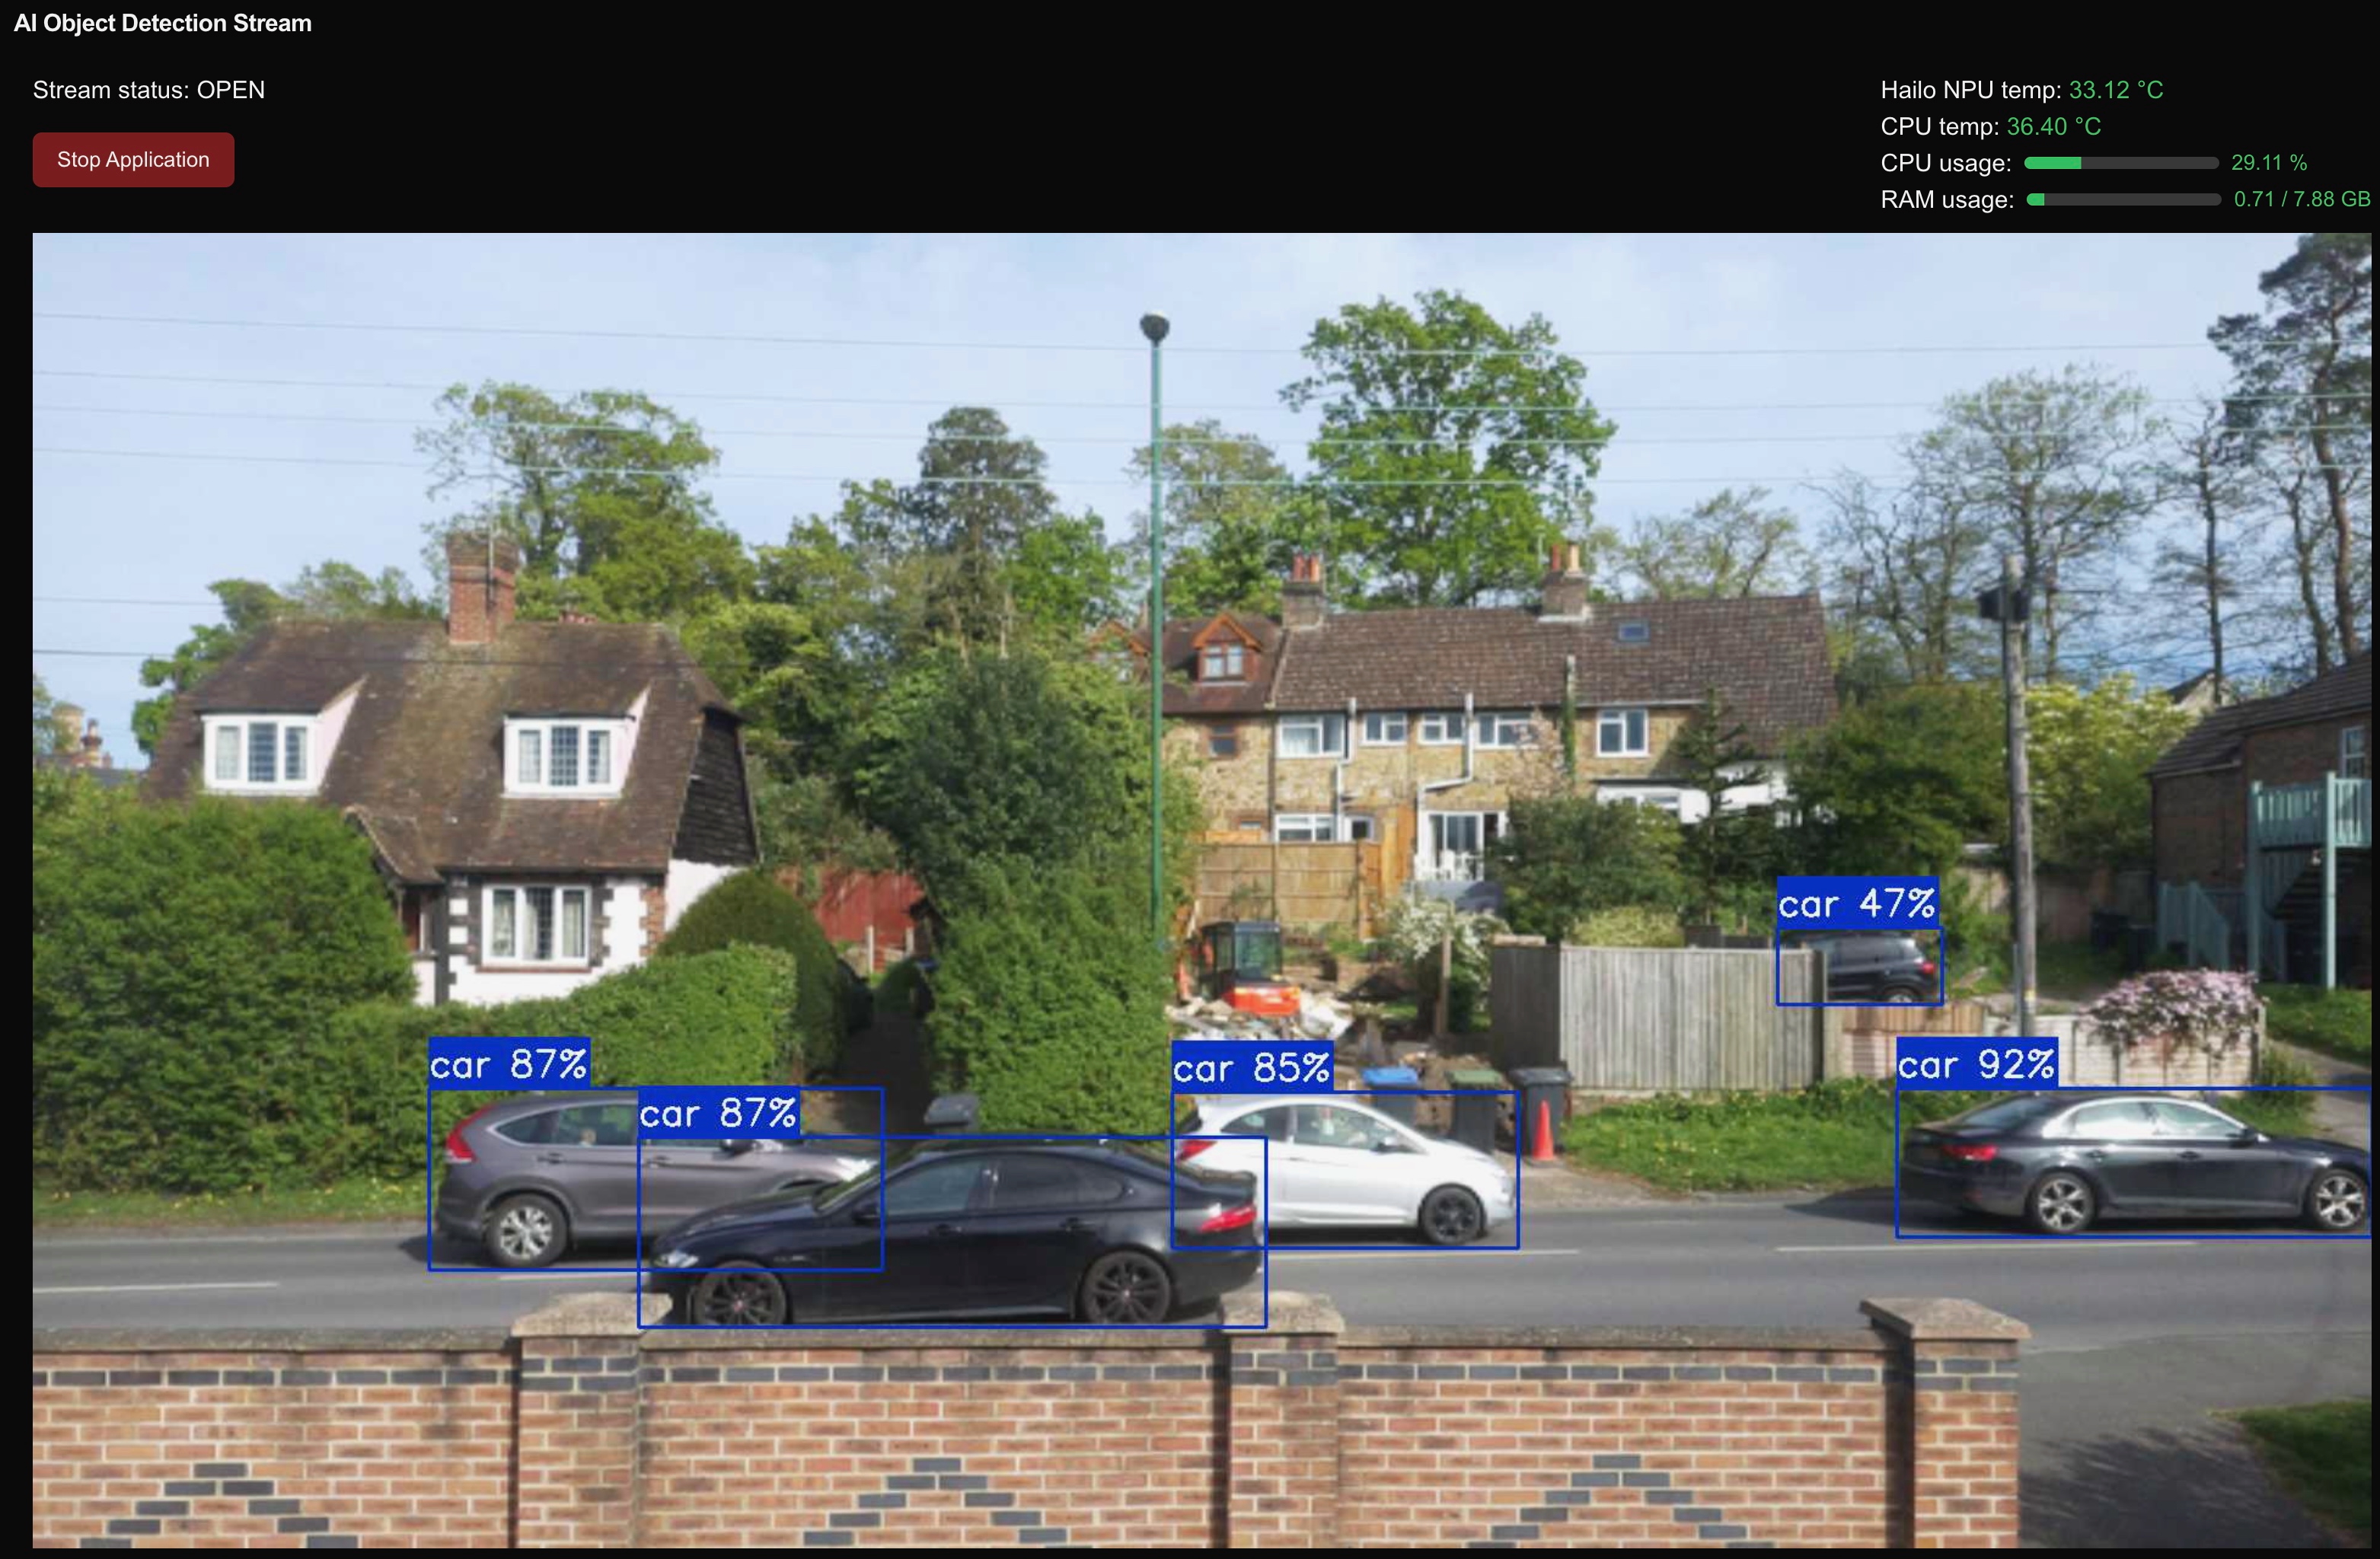 AI Object Detection Stream
Stream status: OPEN
Stop Application
Hailo NPU temp: 33.12 °C
CPU temp: 36.40 °C
CPU usage: 29.11 %
RAM usage: 0.71 / 7.88 GB
car 47%
car 87%
car 87%
car 85%
car 92%